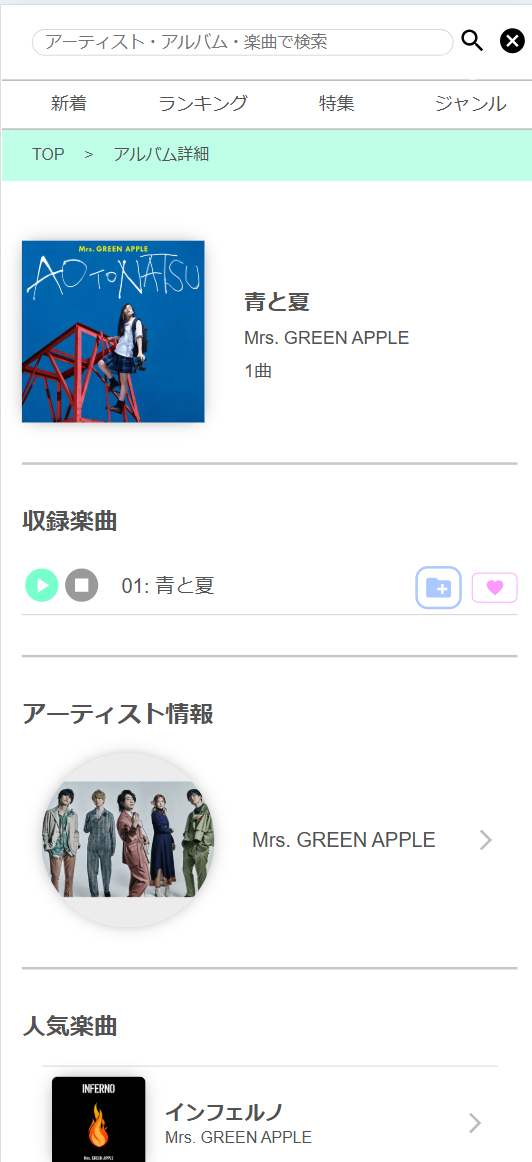 アーティスト・アルバム・楽曲で検索
新着 ランキング 特集 ジャンル
TOP > アルバム詳細
Mrs. GREEN APPLE
AO TO NATSU
青と夏
Mrs. GREEN APPLE
1曲
収録楽曲
01: 青と夏
アーティスト情報
Mrs. GREEN APPLE
人気楽曲
INFERNO
インフェルノ
Mrs. GREEN APPLE
Mrs. GREEN APPLE